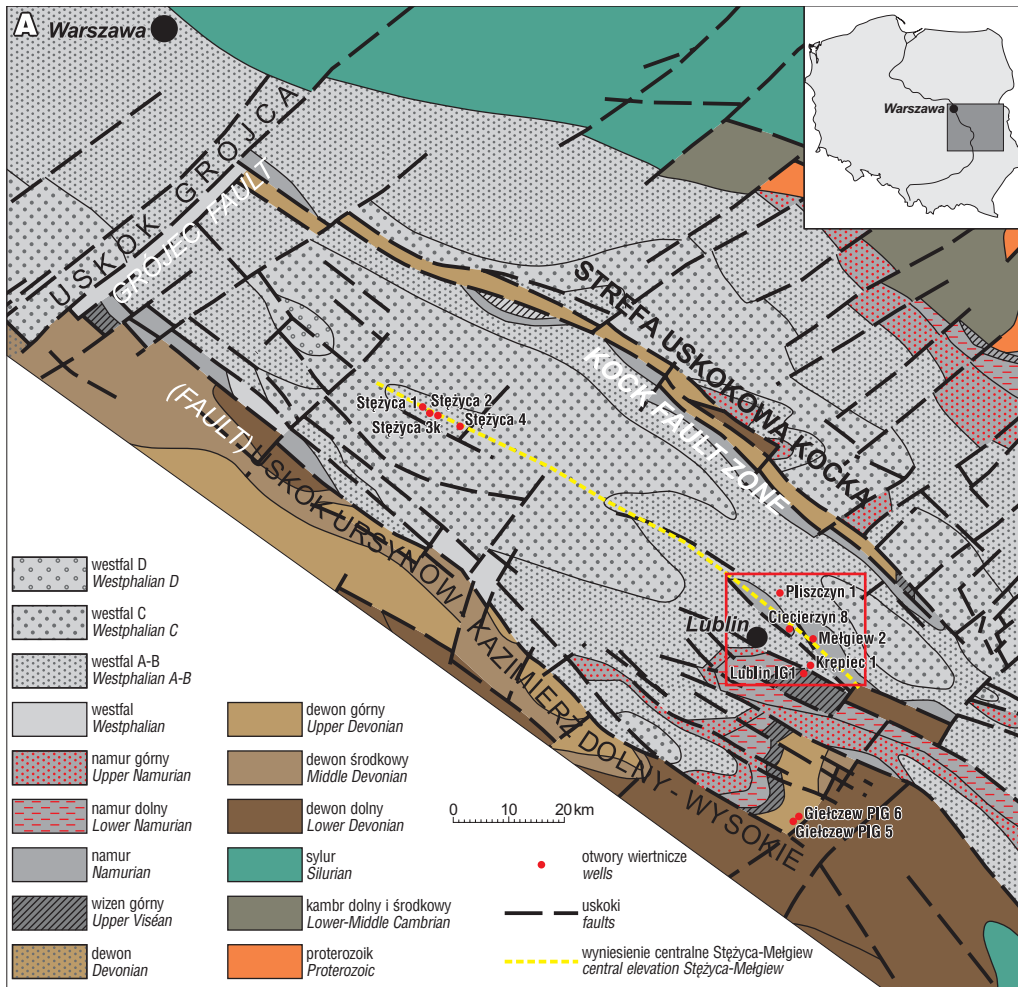 A
Warszawa
Warszawa
USKOK GRÓJCA
GRÓJEC FAULT
STREFA USKOKOWA KOCKA
KOCK FAULT ZONE
(FAULT) USKOK URSYNÓW - KAZIMIERZ DOLNY - WYSOKIE
Stężyca 1
Stężyca 2
Stężyca 3k
Stężyca 4
Pliszczyn 1
Ciecierzyn 8
Lublin
Mełgiew 2
Krępiec 1
Lublin IG1
Giełczew PIG 6
Giełczew PIG 5
westfal D
Westphalian D
westfal C
Westphalian C
westfal A-B
Westphalian A-B
westfal
Westphalian
namur górny
Upper Namurian
namur dolny
Lower Namurian
namur
Namurian
wizen górny
Upper Viséan
dewon
Devonian
dewon górny
Upper Devonian
dewon środkowy
Middle Devonian
dewon dolny
Lower Devonian
sylur
Silurian
kambr dolny i środkowy
Lower-Middle Cambrian
proterozoik
Proterozoic
0 10 20 km
otwory wiertnicze
wells
uskoki
faults
wyniesienie centralne Stężyca-Mełgiew
central elevation Stężyca-Mełgiew